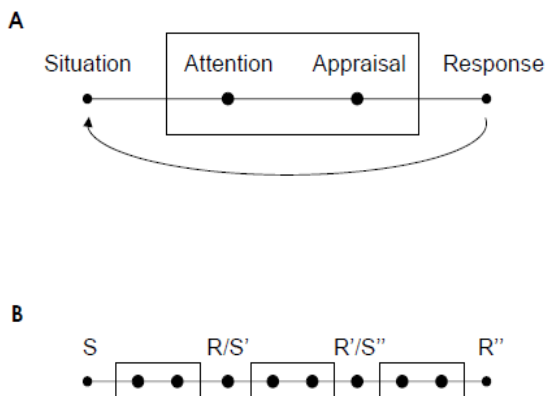 A
Situation Attention Appraisal Response
B
S R/S' R'/S'' R''